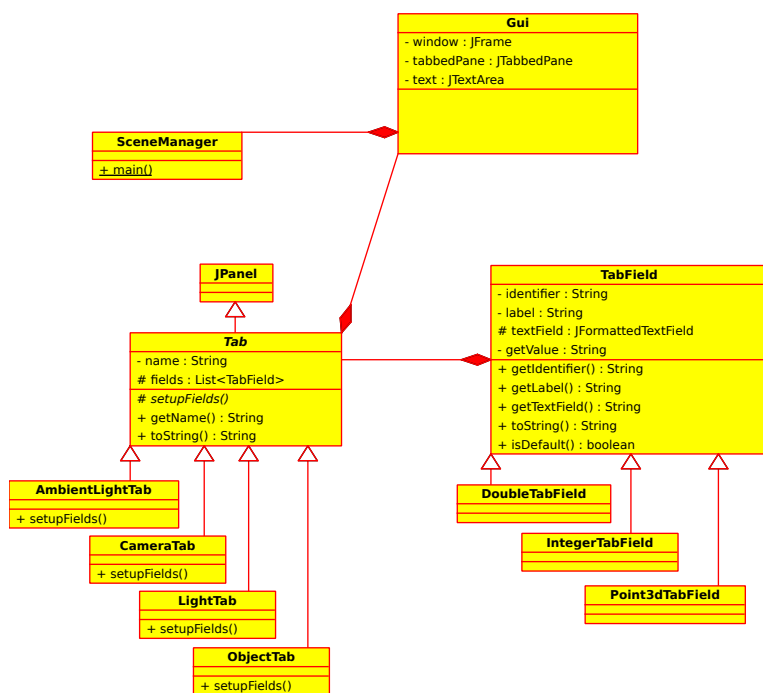 Gui
- window : JFrame
- tabbedPane : JTabbedPane
- text : JTextArea
SceneManager
+ main()
JPanel
Tab
- name : String
# fields : List<TabField>
# setupFields()
+ getName() : String
+ toString() : String
TabField
- identifier : String
- label : String
# textField : JFormattedTextField
- getValue : String
+ getIdentifier() : String
+ getLabel() : String
+ getTextField() : String
+ toString() : String
+ isDefault() : boolean
AmbientLightTab
+ setupFields()
CameraTab
+ setupFields()
LightTab
+ setupFields()
ObjectTab
+ setupFields()
DoubleTabField
IntegerTabField
Point3dTabField